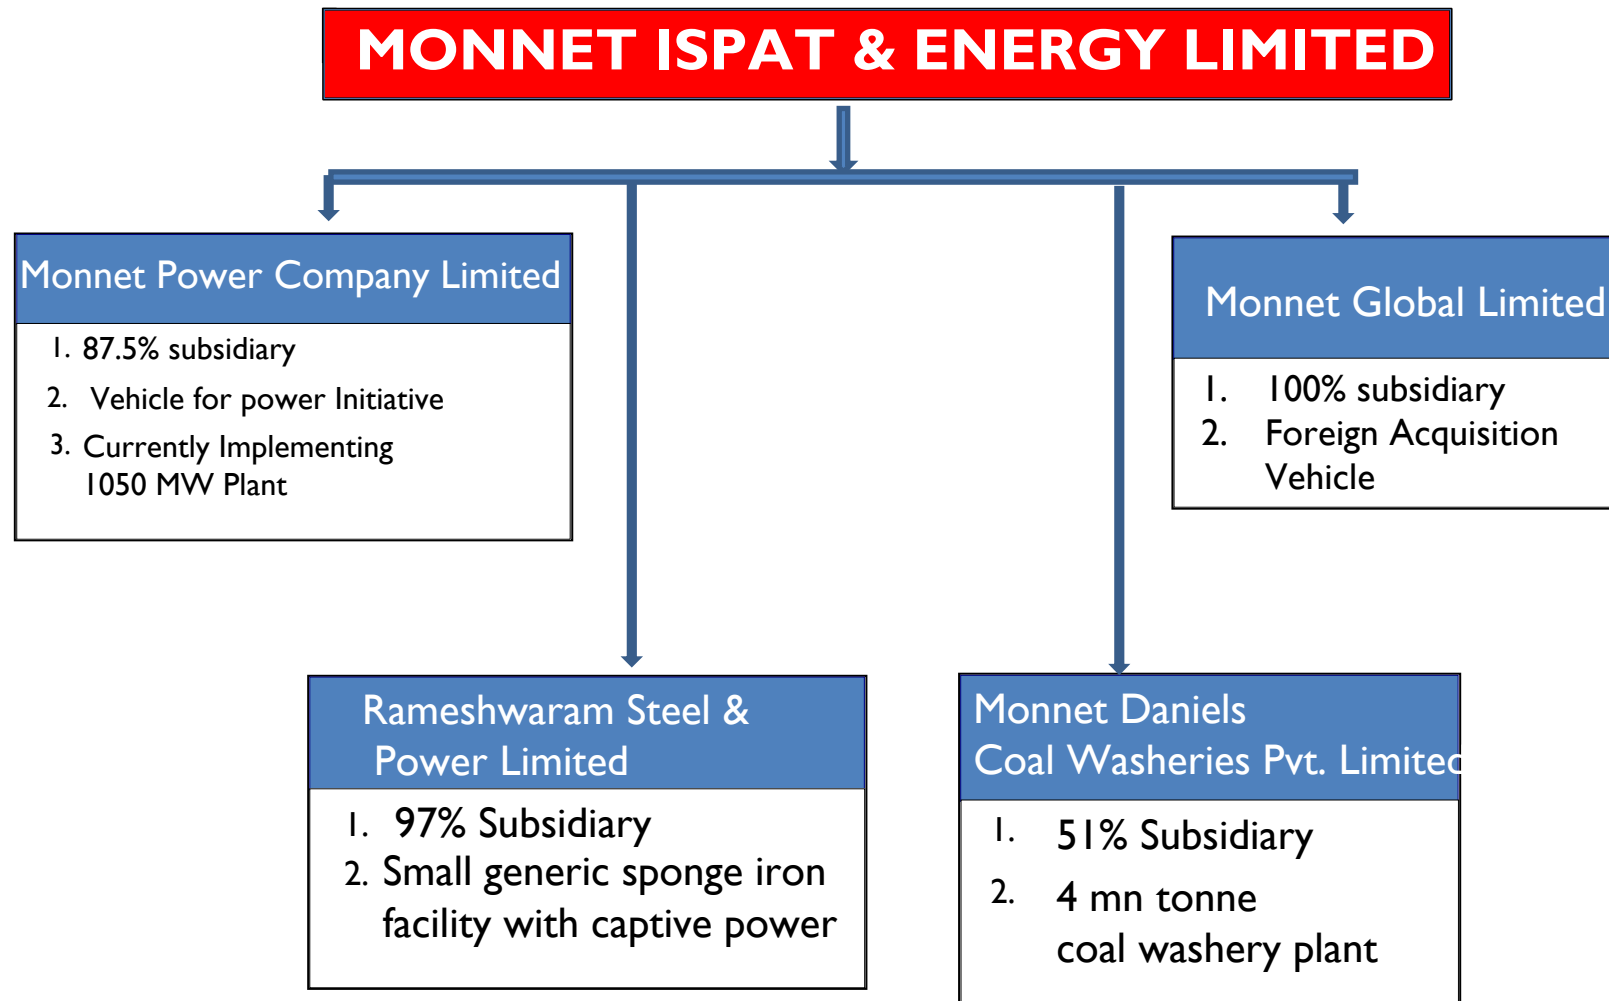 MONNET ISPAT & ENERGY LIMITED
Monnet Power Company Limited
1. 87.5% subsidiary
2. Vehicle for power Initiative
3. Currently Implementing
1050 MW Plant
Monnet Global Limited
1. 100% subsidiary
2. Foreign Acquisition
Vehicle
Rameshwaram Steel &
Power Limited
1. 97% Subsidiary
2. Small generic sponge iron
facility with captive power
Monnet Daniels
Coal Washeries Pvt. Limited
1. 51% Subsidiary
2. 4 mn tonne
coal washery plant